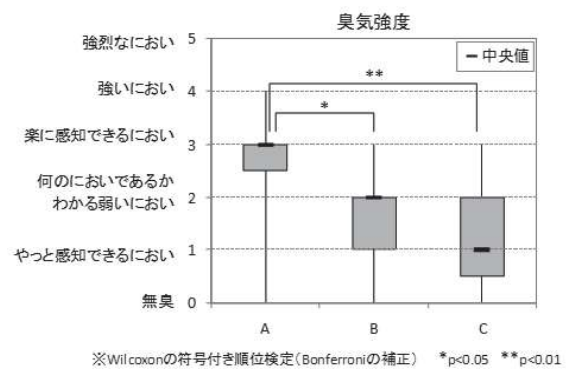 臭気強度
強烈なにおい 5
中央値
強いにおい 4
**
*
楽に感知できるにおい 3
何のにおいであるか
わかる弱いにおい 2
やっと感知できるにおい 1
無臭 0
A B C
※Wilcoxonの符号付き順位検定(Bonferroniの補正) *p<0.05 **p<0.01